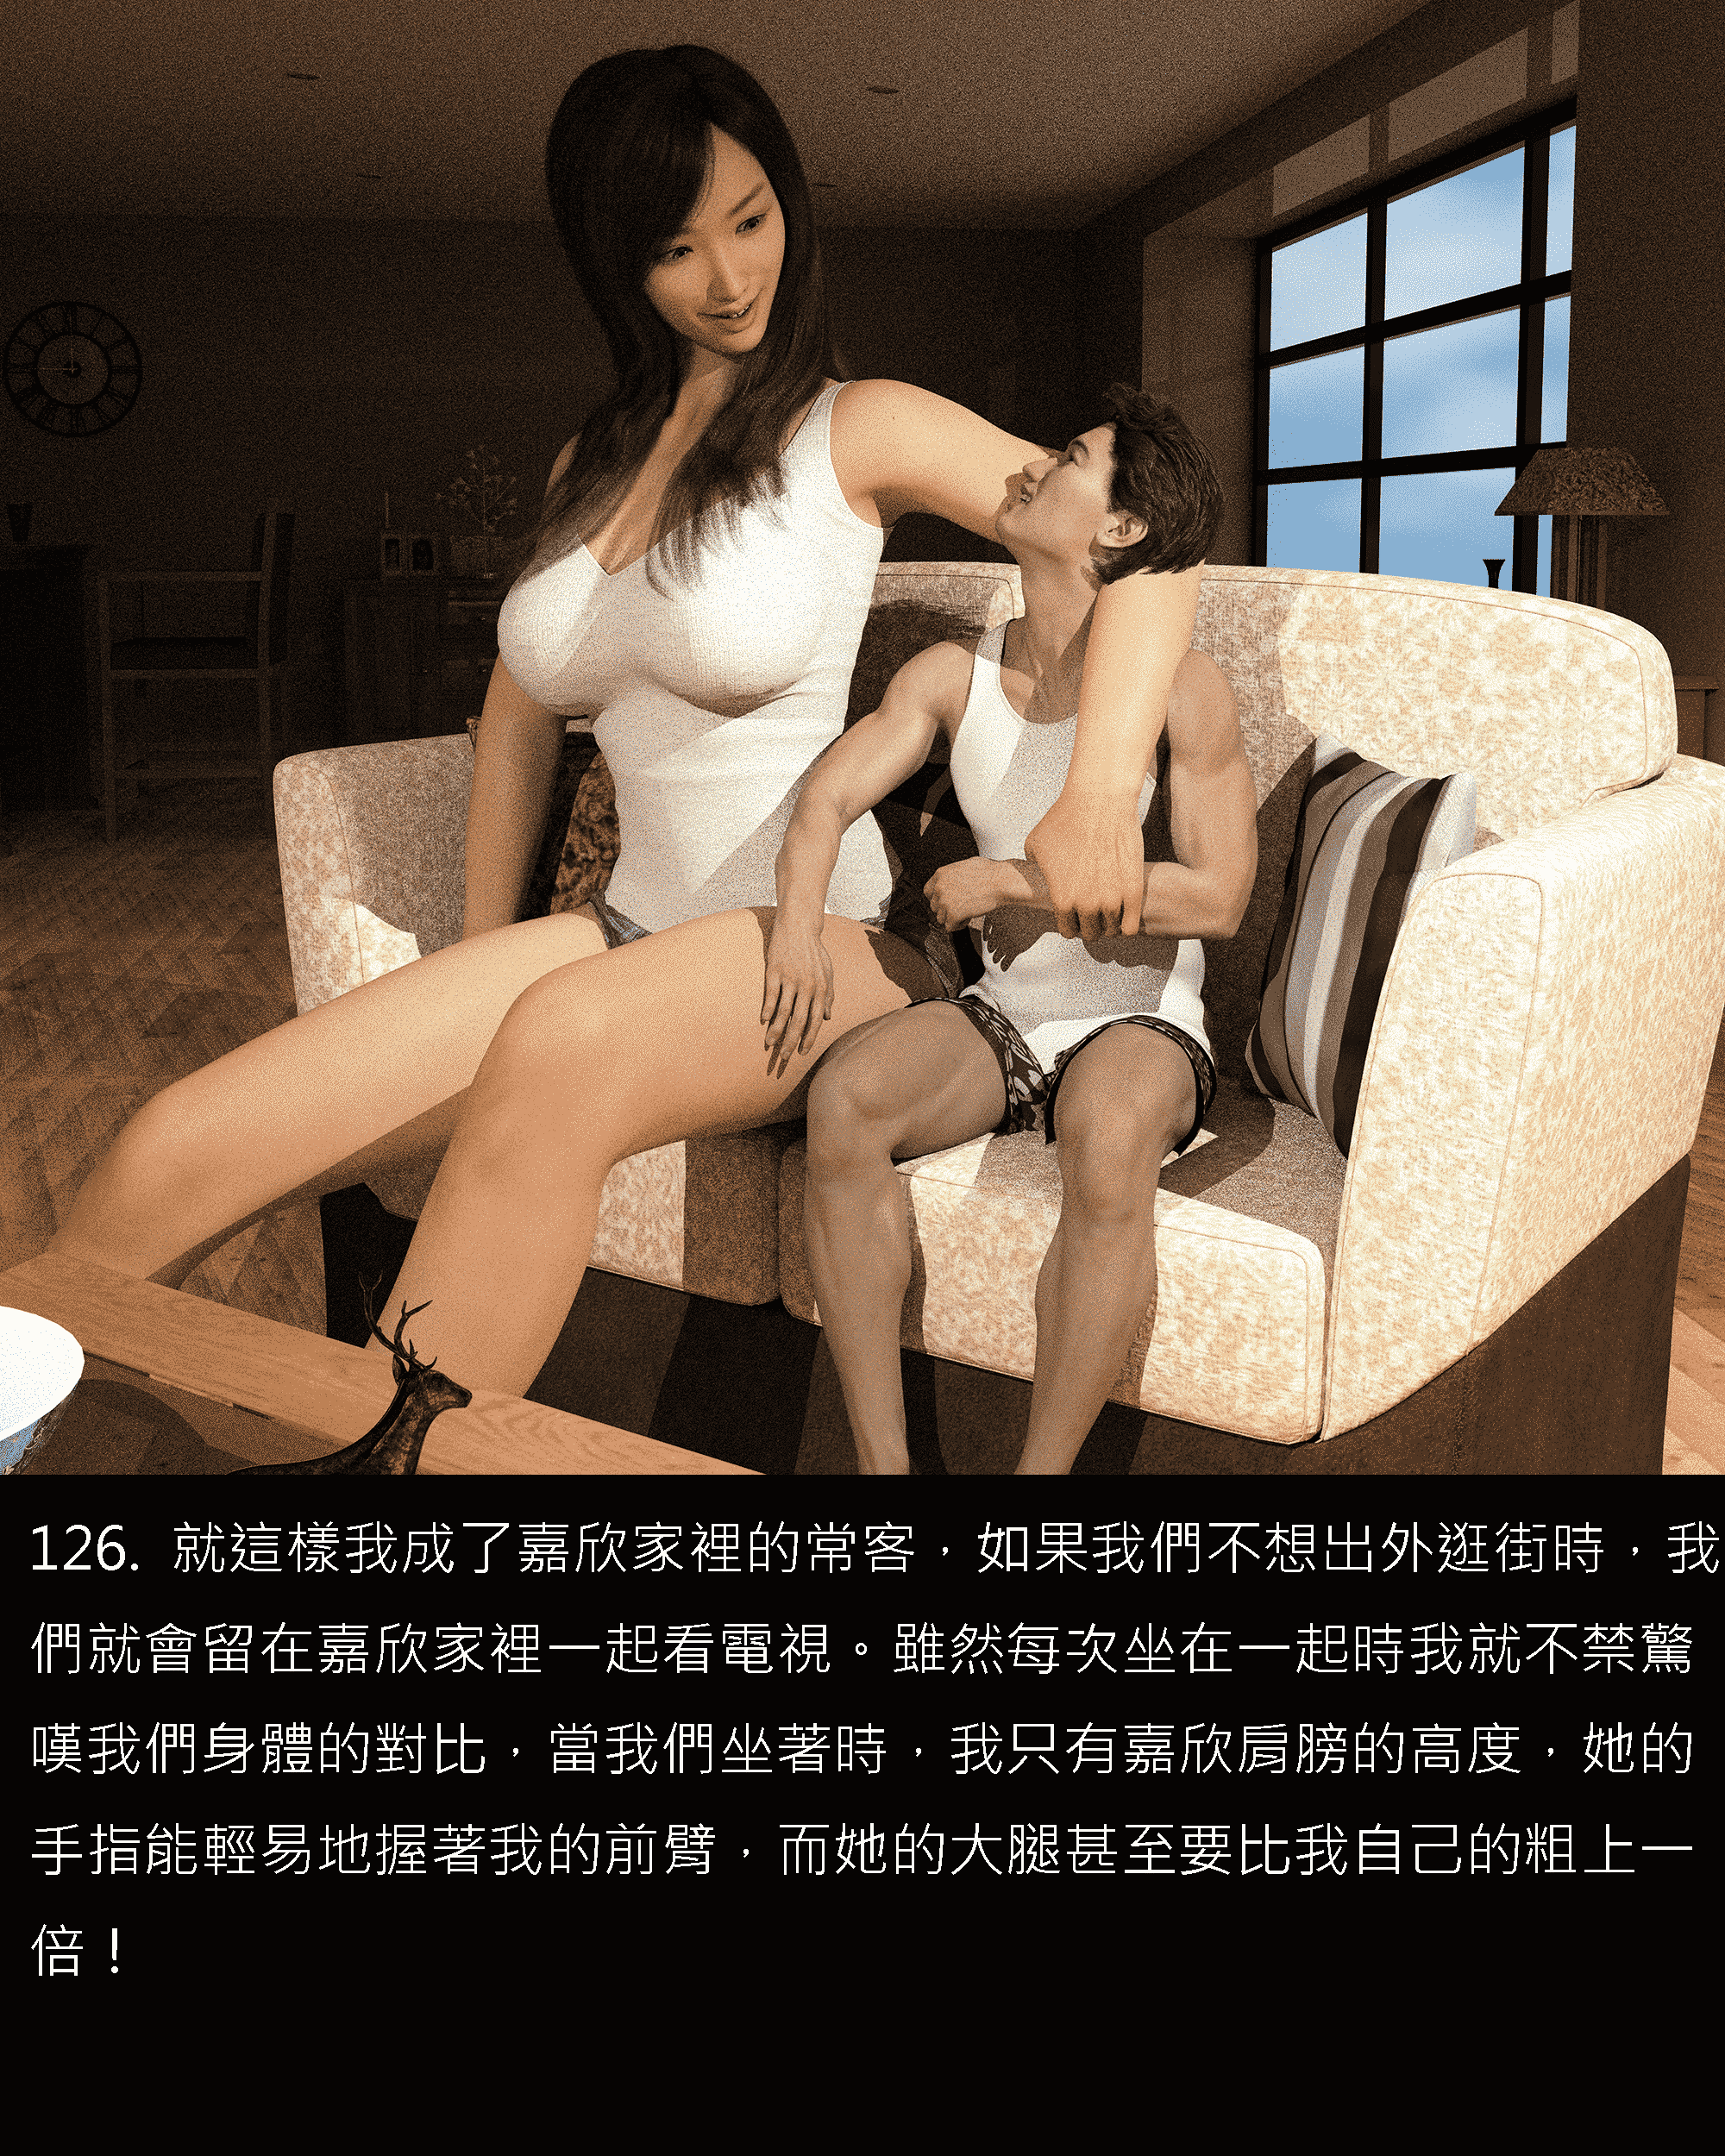 126. 就這樣我成了嘉欣家裡的常客，如果我們不想出外逛街時，我
們就會留在嘉欣家裡一起看電視。雖然每次坐在一起時我就不禁驚
嘆我們身體的對比，當我們坐著時，我只有嘉欣肩膀的高度，她的
手指能輕易地握著我的前臂，而她的大腿甚至要比我自己的粗上一
倍！